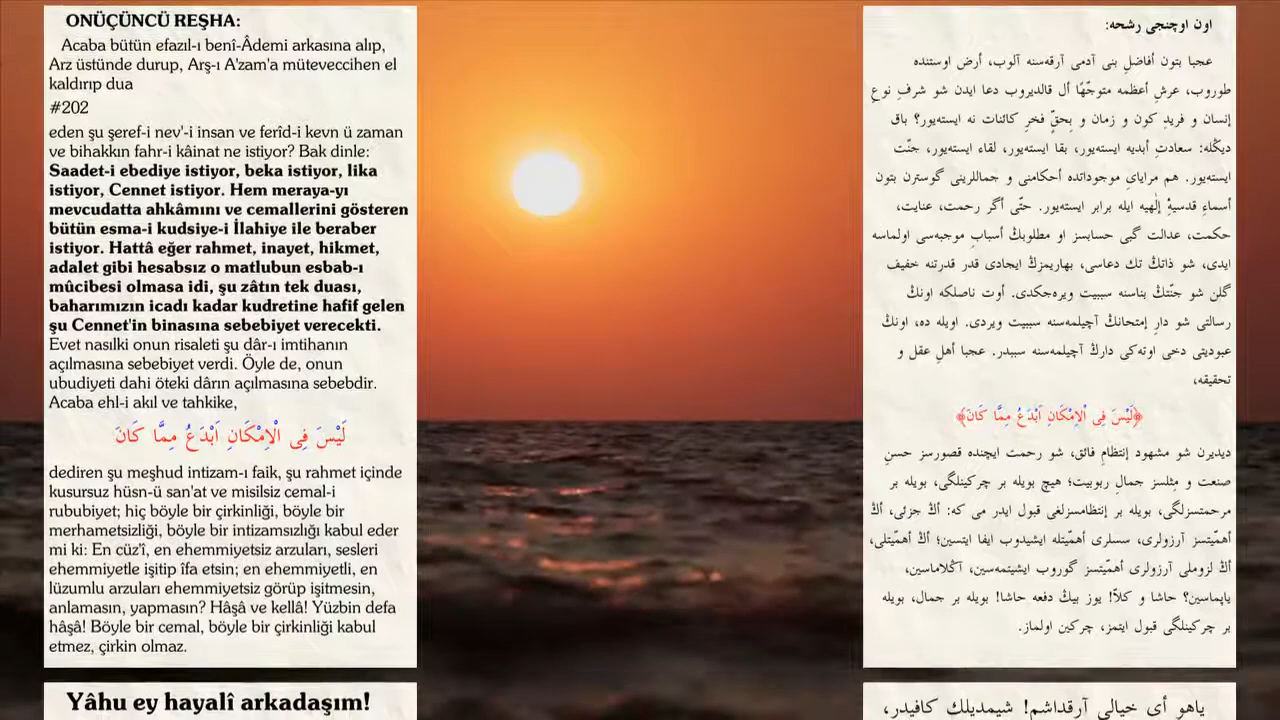 ONÜÇÜNCÜ REŞHA:
Acaba bütün efazıl-ı benî-Âdemi arkasına alıp,
Arz üstünde durup, Arş-ı A'zam'a müteveccihen el
kaldırıp dua
#202
eden şu şeref-i nev'-i insan ve ferîd-i kevn ü zaman
ve bihakkın fahr-i kâinat ne istiyor? Bak dinle:
Saadet-i ebediye istiyor, beka istiyor, lika
istiyor, Cennet istiyor. Hem meraya-yı
mevcudatta ahkâmını ve cemallerini gösteren
bütün esma-i kudsiye-i İlahiye ile beraber
istiyor. Hattâ eğer rahmet, inayet, hikmet,
adalet gibi hesabsız o matlubun esbab-ı
mûcibesi olmasa idi, şu zâtın tek duası,
baharımızın icadı kadar kudretine hafif gelen
şu Cennet'in binasına sebebiyet verecekti.
Evet nasılki onun risaleti şu dâr-ı imtihanın
açılmasına sebebiyet verdi. Öyle de, onun
ubudiyeti dahi öteki dârın açılmasına sebebdir.
Acaba ehl-i akıl ve tahkike,
لَيْسَ فِى الْاِمْكَانِ اَبْدَعُ مِمَّا كَانَ
dediren şu meşhud intizam-ı faik, şu rahmet içinde
kusursuz hüsn-ü san'at ve misilsiz cemal-i
rububiyet; hiç böyle bir çirkinliği, böyle bir
merhametsizliği, böyle bir intizamsızlığı kabul eder
mi ki: En cüz'î, en ehemmiyetsiz arzuları, sesleri
ehemmiyetle işitip îfa etsin; en ehemmiyetli, en
lüzumlu arzuları ehemmiyetsiz görüp işitmesin,
anlamasın, yapmasın? Hâşâ ve kellâ! Yüzbin defa
hâşâ! Böyle bir cemal, böyle bir çirkinliği kabul
etmez, çirkin olmaz.
Yâhu ey hayalî arkadaşım!
اون اوچنجى رشحه:
عجبا بتون أفاضلِ بنى آدمى آرقه‌سنه آلوب، أرض اوستنده
طوروب، عرشِ أعظمه متوجّهًا أل قالديروب دعا ايدن شو شرفِ نوعِ
إنسان و فريدِ كون و زمان و بِحقٍّ فخرِ كائنات نه ايسته‌يور؟ باق
ديڭله: سعادتِ أبديه ايسته‌يور، بقا ايسته‌يور، لقاء ايسته‌يور، جنّت
ايسته‌يور. هم مراياىِ موجوداتده أحكامنى و جماللرينى گوسترن بتون
أسماءِ قدسيهٔ إلٰهيه ايله برابر ايسته‌يور. حتّى أگر رحمت، عنايت،
حكمت، عدالت گبى حسابسز او مطلوبڭ أسبابِ موجبه‌سى اولماسه
ايدى، شو ذاتڭ تك دعاسى، بهاريمزڭ ايجادى قدر قدرتنه خفيف
گلن شو جنّتڭ بناسنه سببيت ويره‌جكدى. أوت ناصلكه اونڭ
رسالتى شو دارِ إمتحانڭ آچيلمه‌سنه سببيت ويردى. اويله ده، اونڭ
عبوديتى دخى اوته‌كى دارڭ آچيلمه‌سنه سببدر. عجبا أهلِ عقل و
تحقيقه،
﴿لَيْسَ فِى الْاِمْكَانِ اَبْدَعُ مِمَّا كَانَ﴾
ديديرن شو مشهود إنتظامِ فائق، شو رحمت ايچنده قصورسز حسنِ
صنعت و مِثلسز جمالِ ربوبيت؛ هيچ بويله بر چركينلگى، بويله بر
مرحمتسزلگى، بويله بر إنتظامسزلغى قبول ايدر مى كه: أڭ جزئى، أڭ
أهمّيتسز آرزولرى، سسلرى أهمّيتله ايشيدوب ايفا ايتسين؛ أڭ أهمّيتلى،
أڭ لزوملى آرزولرى أهمّيتسز گوروب ايشيتمه‌سين، آڭلاماسين،
ياپماسين؟ حاشا و كلّا! يوز بيڭ دفعه حاشا! بويله بر جمال، بويله
بر چركينلگى قبول ايتمز، چركين اولماز.
ياهو أى خيالى آرقداشم! شيمديلك كافيدر،